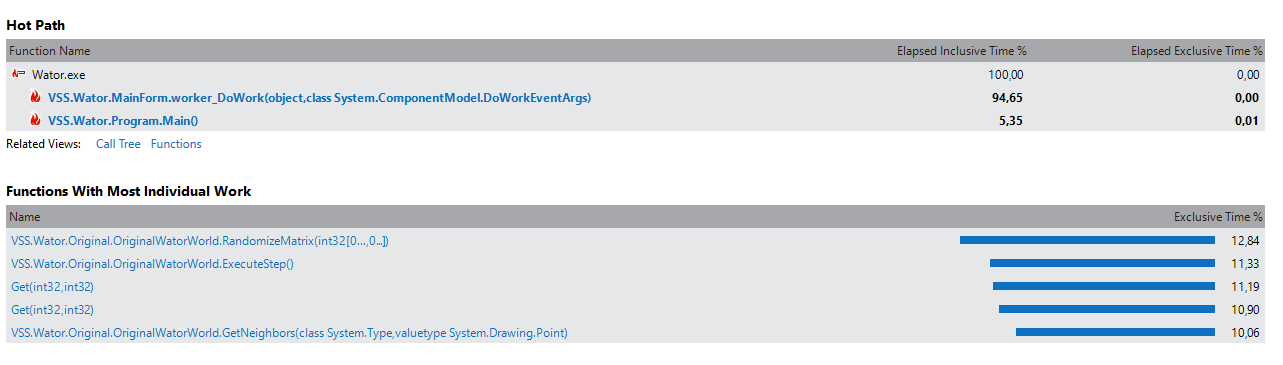 Hot Path
Function Name Elapsed Inclusive Time % Elapsed Exclusive Time %
Wator.exe 100,00 0,00
VSS.Wator.MainForm.worker_DoWork(object,class System.ComponentModel.DoWorkEventArgs) 94,65 0,00
VSS.Wator.Program.Main() 5,35 0,01
Related Views: Call Tree Functions
Functions With Most Individual Work
Name Exclusive Time %
VSS.Wator.Original.OriginalWatorWorld.RandomizeMatrix(int32[0...,0...]) 12,84
VSS.Wator.Original.OriginalWatorWorld.ExecuteStep() 11,33
Get(int32,int32) 11,19
Get(int32,int32) 10,90
VSS.Wator.Original.OriginalWatorWorld.GetNeighbors(class System.Type,valuetype System.Drawing.Point) 10,06